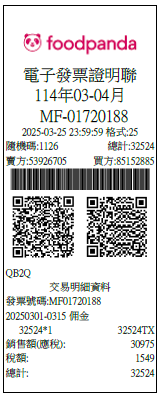 foodpanda
電子發票證明聯
114年03-04月
MF-01720188
2025-03-25 23:59:59 格式:25
隨機碼:1126 總計:32524
賣方:53926705 買方:85152885
QB2Q
交易明細資料
發票號碼:MF01720188
20250301-0315 佣金
32524*1 32524TX
銷售額(應稅): 30975
稅額: 1549
總計: 32524